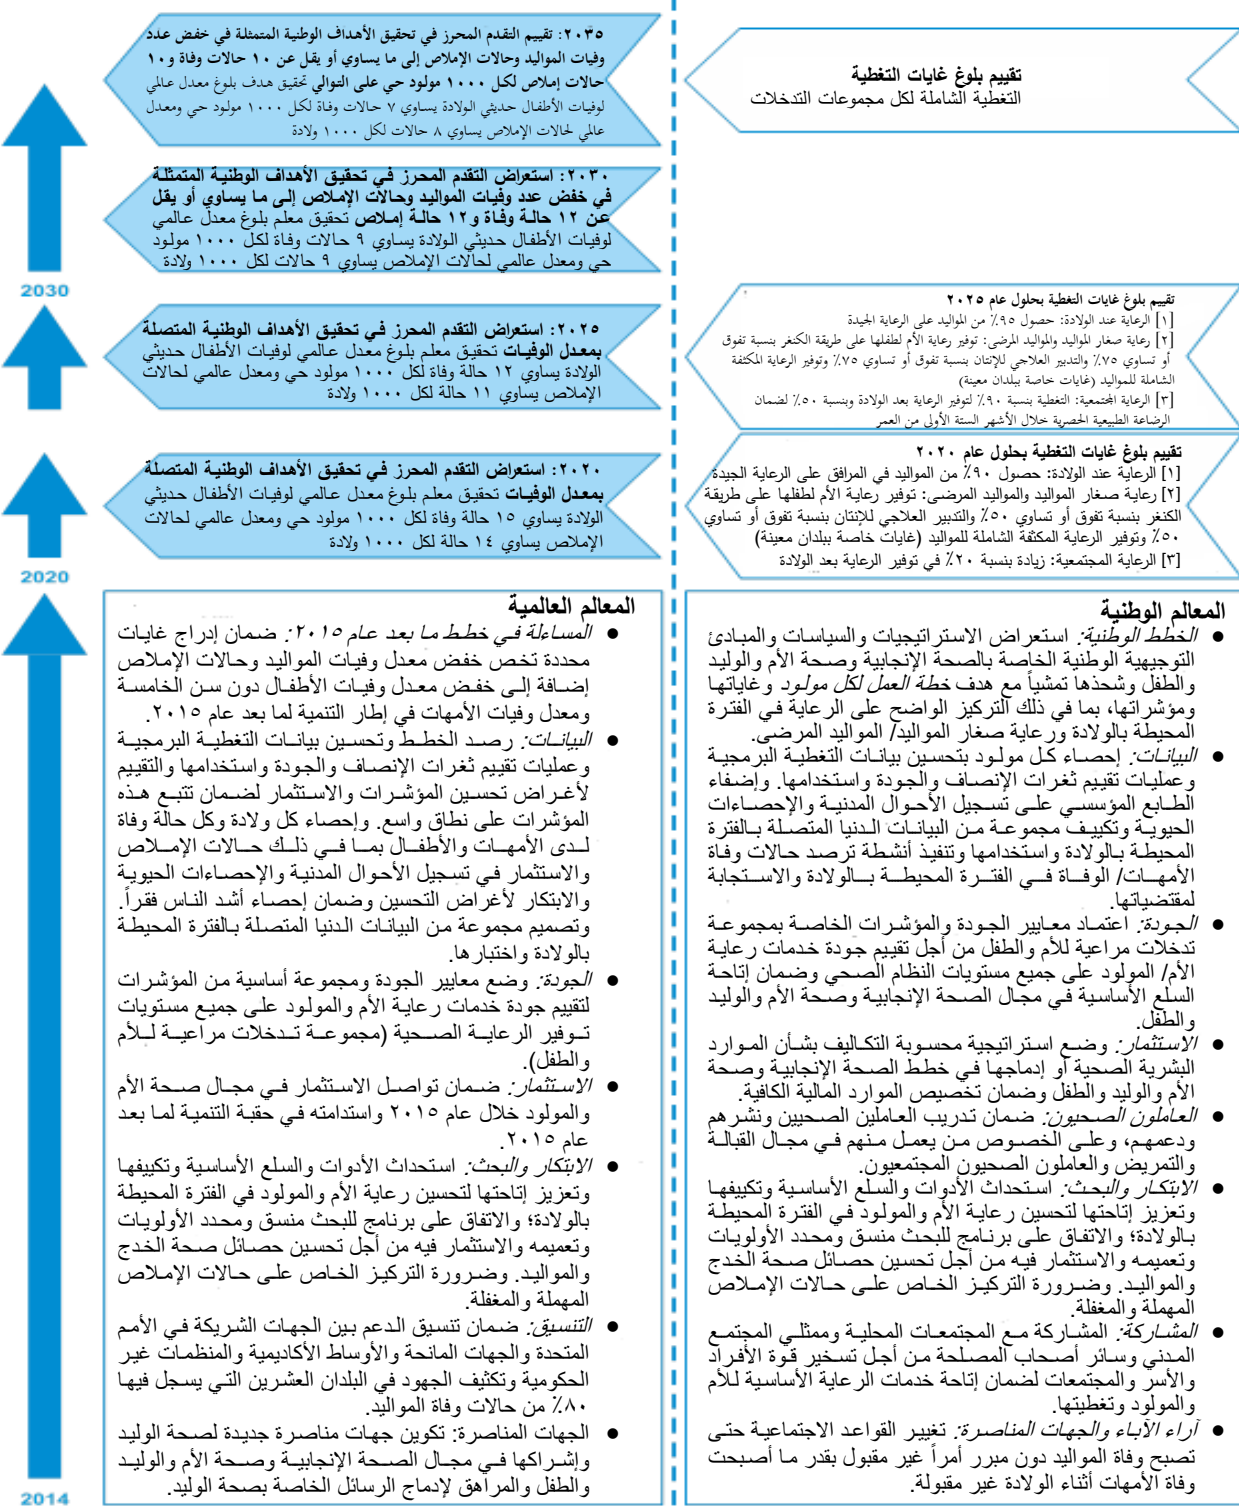 ٢٠٣٥: تقييم التقدم المحرز في تحقيق الأهداف الوطنية المتمثلة في خفض عدد
وفيات المواليد وحالات الإملاص إلى ما يساوي أو يقل عن ١٠ حالات وفاة و١٠
حالات إملاص لكل ١٠٠٠ مولود حي على التوالي تحقيق هدف بلوغ معدل عالمي
لوفيات الأطفال حديثي الولادة يساوي ٧ حالات وفاة لكل ١٠٠٠ مولود حي ومعدل
عالمي لحالات الإملاص يساوي ٨ حالات لكل ١٠٠٠ ولادة
تقييم بلوغ غايات التغطية
التغطية الشاملة لكل مجموعات التدخلات
٢٠٣٠: استعراض التقدم المحرز في تحقيق الأهداف الوطنية المتمثلة
في خفض عدد وفيات المواليد وحالات الإملاص إلى ما يساوي أو يقل
عن ١٢ حالة وفاة و١٢ حالة إملاص تحقيق معلم بلوغ معدل عالمي
لوفيات الأطفال حديثي الولادة يساوي ٩ حالات وفاة لكل ١٠٠٠ مولود
حي ومعدل عالمي لحالات الإملاص يساوي ٩ حالات لكل ١٠٠٠ ولادة
2030
تقييم بلوغ غايات التغطية بحلول عام ٢٠٢٥
[١] الرعاية عند الولادة: حصول ٩٥٪ من المواليد على الرعاية الجيدة
[٢] رعاية صغار المواليد والمواليد المرضى: توفير رعاية الأم لطفلها على طريقة الكنغر بنسبة تفوق
أو تساوي ٧٥٪ والتدبير العلاجي للإنتان بنسبة تفوق أو تساوي ٧٥٪ وتوفير الرعاية المكثفة
الشاملة للمواليد (غايات خاصة ببلدان معينة)
[٣] الرعاية المجتمعية: التغطية بنسبة ٩٠٪ لتوفير الرعاية بعد الولادة وبنسبة ٥٠٪ لضمان
الرضاعة الطبيعية الحصرية خلال الأشهر الستة الأولى من العمر
٢٠٢٥: استعراض التقدم المحرز في تحقيق الأهداف الوطنية المتصلة
بمعدل الوفيات تحقيق معلم بلوغ معدل عالمي لوفيات الأطفال حديثي
الولادة يساوي ١٢ حالة وفاة لكل ١٠٠٠ مولود حي ومعدل عالمي لحالات
الإملاص يساوي ١١ حالة لكل ١٠٠٠ ولادة
تقييم بلوغ غايات التغطية بحلول عام ٢٠٢٠
[١] الرعاية عند الولادة: حصول ٩٠٪ من المواليد في المرافق على الرعاية الجيدة
[٢] رعاية صغار المواليد والمواليد المرضى: توفير رعاية الأم لطفلها على طريقة
الكنغر بنسبة تفوق أو تساوي ٥٠٪ والتدبير العلاجي للإنتان بنسبة تفوق أو تساوي
٥٠٪ وتوفير الرعاية المكثفة الشاملة للمواليد (غايات خاصة ببلدان معينة)
[٣] الرعاية المجتمعية: زيادة بنسبة ٢٠٪ في توفير الرعاية بعد الولادة
٢٠٢٠: استعراض التقدم المحرز في تحقيق الأهداف الوطنية المتصلة
بمعدل الوفيات تحقيق معلم بلوغ معدل عالمي لوفيات الأطفال حديثي
الولادة يساوي ١٥ حالة وفاة لكل ١٠٠٠ مولود حي ومعدل عالمي لحالات
الإملاص يساوي ١٤ حالة لكل ١٠٠٠ ولادة
2020
المعالم الوطنية
● الخطط الوطنية: استعراض الاستراتيجيات والسياسات والمبادئ
التوجيهية الوطنية الخاصة بالصحة الإنجابية وصحة الأم والوليد
والطفل وشحذها تمشياً مع هدف خطة العمل لكل مولود وغاياتها
ومؤشراتها، بما في ذلك التركيز الواضح على الرعاية في الفترة
المحيطة بالولادة ورعاية صغار المواليد/ المواليد المرضى.
● البيانات: إحصاء كل مولود بتحسين بيانات التغطية البرمجية
وعمليات تقييم ثغرات الإنصاف والجودة واستخدامها. وإضفاء
الطابع المؤسسي على تسجيل الأحوال المدنية والإحصاءات
الحيوية وتكييف مجموعة من البيانات الدنيا المتصلة بالفترة
المحيطة بالولادة واستخدامها وتنفيذ أنشطة ترصد حالات وفاة
الأمهات/ الوفاة في الفترة المحيطة بالولادة والاستجابة
لمقتضياتها.
● الجودة: اعتماد معايير الجودة والمؤشرات الخاصة بمجموعة
تدخلات مراعية للأم والطفل من أجل تقييم جودة خدمات رعاية
الأم/ المولود على جميع مستويات النظام الصحي وضمان إتاحة
السلع الأساسية في مجال الصحة الإنجابية وصحة الأم والوليد
والطفل.
● الاستثمار: وضع استراتيجية محسوبة التكاليف بشأن الموارد
البشرية الصحية أو إدماجها في خطط الصحة الإنجابية وصحة
الأم والوليد والطفل وضمان تخصيص الموارد المالية الكافية.
● العاملون الصحيون: ضمان تدريب العاملين الصحيين ونشرهم
ودعمهم، وعلى الخصوص من يعمل منهم في مجال القبالة
والتمريض والعاملون الصحيون المجتمعيون.
● الابتكار والبحث: استحداث الأدوات والسلع الأساسية وتكييفها
وتعزيز إتاحتها لتحسين رعاية الأم والمولود في الفترة المحيطة
بالولادة؛ والاتفاق على برنامج للبحث منسق ومحدد الأولويات
وتعميمه والاستثمار فيه من أجل تحسين حصائل صحة الخدج
والمواليد. وضرورة التركيز الخاص على حالات الإملاص
المهملة والمغفلة.
● المشاركة: المشاركة مع المجتمعات المحلية وممثلي المجتمع
المدني وسائر أصحاب المصلحة من أجل تسخير قوة الأفراد
والأسر والمجتمعات لضمان إتاحة خدمات الرعاية الأساسية للأم
والمولود وتغطيتها.
● آراء الآباء والجهات المناصرة: تغيير القواعد الاجتماعية حتى
تصبح وفاة المواليد دون مبرر أمراً غير مقبول بقدر ما أصبحت
وفاة الأمهات أثناء الولادة غير مقبولة.
المعالم العالمية
● المساءلة في خطط ما بعد عام ٢٠١٥: ضمان إدراج غايات
محددة تخص خفض معدل وفيات المواليد وحالات الإملاص
إضافة إلى خفض معدل وفيات الأطفال دون سن الخامسة
ومعدل وفيات الأمهات في إطار التنمية لما بعد عام ٢٠١٥.
● البيانات: رصد الخطط وتحسين بيانات التغطية البرمجية
وعمليات تقييم ثغرات الإنصاف والجودة واستخدامها والتقييم
لأغراض تحسين المؤشرات والاستثمار لضمان تتبع هذه
المؤشرات على نطاق واسع. وإحصاء كل ولادة وكل حالة وفاة
لدى الأمهات والأطفال بما في ذلك حالات الإملاص
والاستثمار في تسجيل الأحوال المدنية والإحصاءات الحيوية
والابتكار لأغراض التحسين وضمان إحصاء أشد الناس فقراً.
وتصميم مجموعة من البيانات الدنيا المتصلة بالفترة المحيطة
بالولادة واختبارها.
● الجودة: وضع معايير الجودة ومجموعة أساسية من المؤشرات
لتقييم جودة خدمات رعاية الأم والمولود على جميع مستويات
توفير الرعاية الصحية (مجموعة تدخلات مراعية للأم
والطفل).
● الاستثمار: ضمان تواصل الاستثمار في مجال صحة الأم
والمولود خلال عام ٢٠١٥ واستدامته في حقبة التنمية لما بعد
عام ٢٠١٥.
● الابتكار والبحث: استحداث الأدوات والسلع الأساسية وتكييفها
وتعزيز إتاحتها لتحسين رعاية الأم والمولود في الفترة المحيطة
بالولادة؛ والاتفاق على برنامج للبحث منسق ومحدد الأولويات
وتعميمه والاستثمار فيه من أجل تحسين حصائل صحة الخدج
والمواليد. وضرورة التركيز الخاص على حالات الإملاص
المهملة والمغفلة.
● التنسيق: ضمان تنسيق الدعم بين الجهات الشريكة في الأمم
المتحدة والجهات المانحة والأوساط الأكاديمية والمنظمات غير
الحكومية وتكثيف الجهود في البلدان العشرين التي يسجل فيها
٨٠٪ من حالات وفاة المواليد.
● الجهات المناصرة: تكوين جهات مناصرة جديدة لصحة الوليد
وإشراكها في مجال الصحة الإنجابية وصحة الأم والوليد
والطفل والمراهق لإدماج الرسائل الخاصة بصحة الوليد.
2014